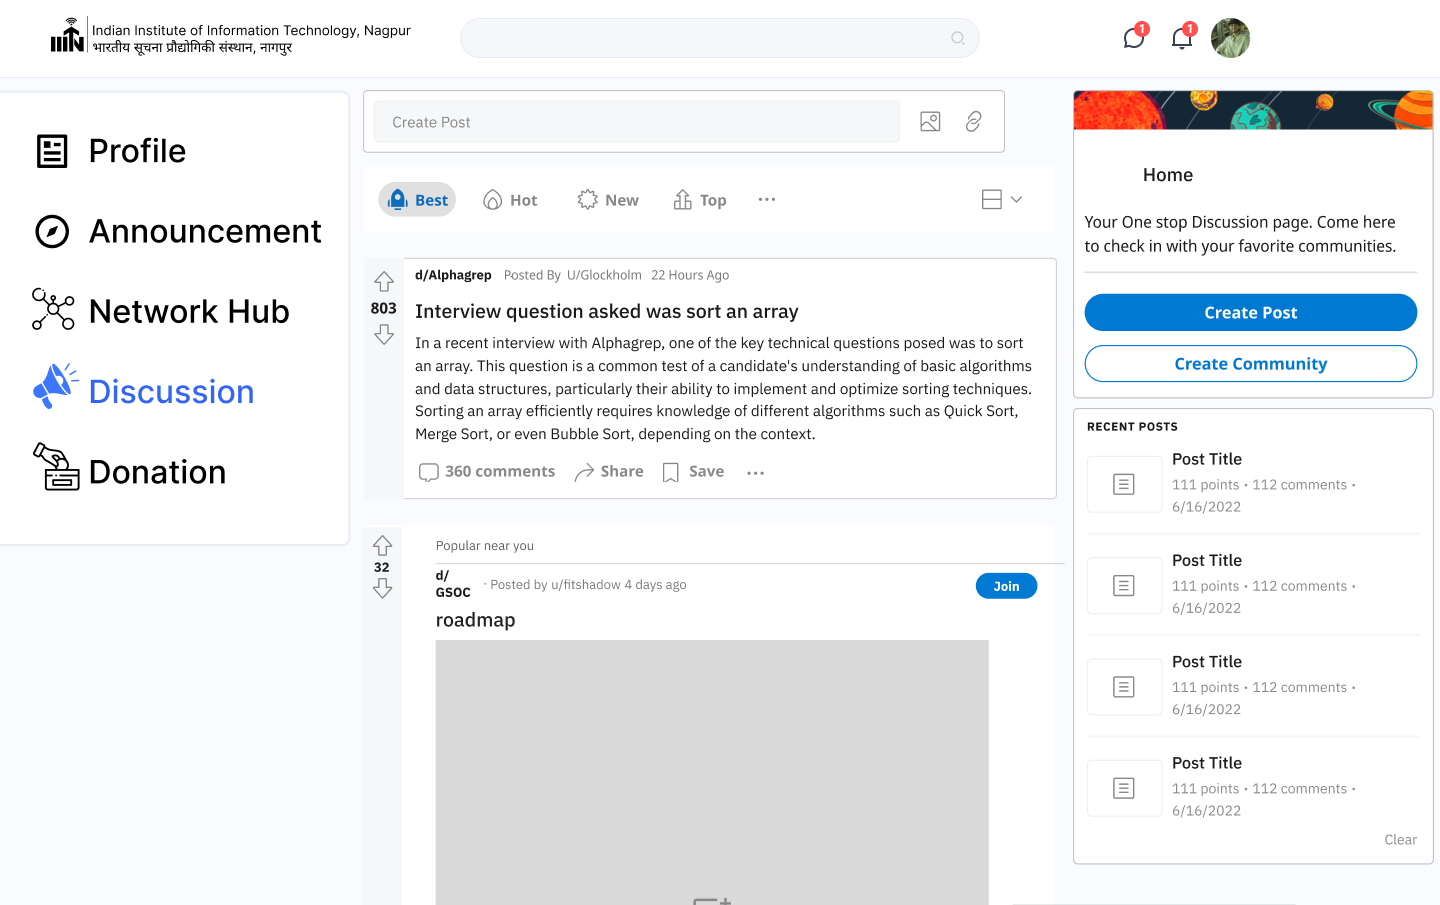 Indian Institute of Information Technology, Nagpur
भारतीय सूचना प्रौद्योगिकी संस्थान, नागपुर
1
1
Profile
Announcement
Network Hub
Discussion
Donation
Create Post
Best
Hot
New
Top
803
d/Alphagrep Posted By U/Glockholm 22 Hours Ago
Interview question asked was sort an array
In a recent interview with Alphagrep, one of the key technical questions posed was to sort
an array. This question is a common test of a candidate's understanding of basic algorithms
and data structures, particularly their ability to implement and optimize sorting techniques.
Sorting an array efficiently requires knowledge of different algorithms such as Quick Sort,
Merge Sort, or even Bubble Sort, depending on the context.
360 comments
Share
Save
32
Popular near you
d/
GSOC
· Posted by u/fitshadow 4 days ago
Join
roadmap
Home
Your One stop Discussion page. Come here
to check in with your favorite communities.
Create Post
Create Community
RECENT POSTS
Post Title
111 points • 112 comments •
6/16/2022
Post Title
111 points • 112 comments •
6/16/2022
Post Title
111 points • 112 comments •
6/16/2022
Post Title
111 points • 112 comments •
6/16/2022
Clear